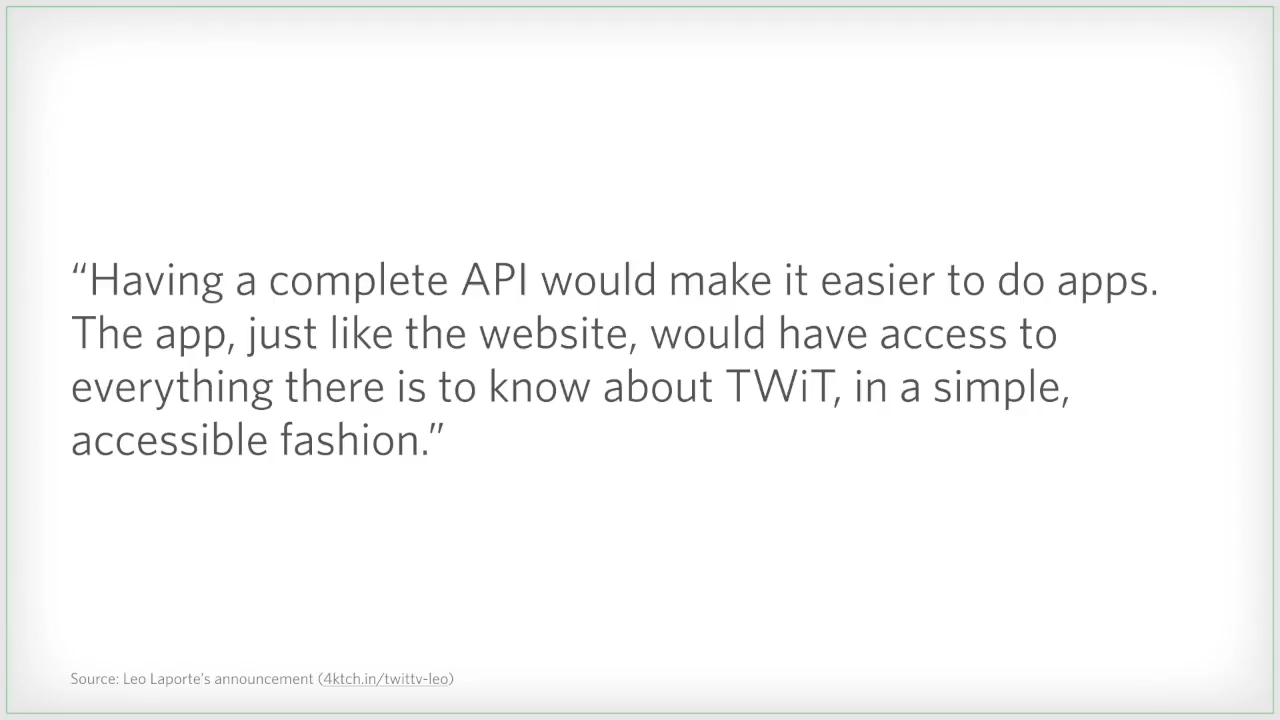 “Having a complete API would make it easier to do apps.
The app, just like the website, would have access to
everything there is to know about TWiT, in a simple,
accessible fashion.”
Source: Leo Laporte’s announcement (4ktch.in/twittv-leo)